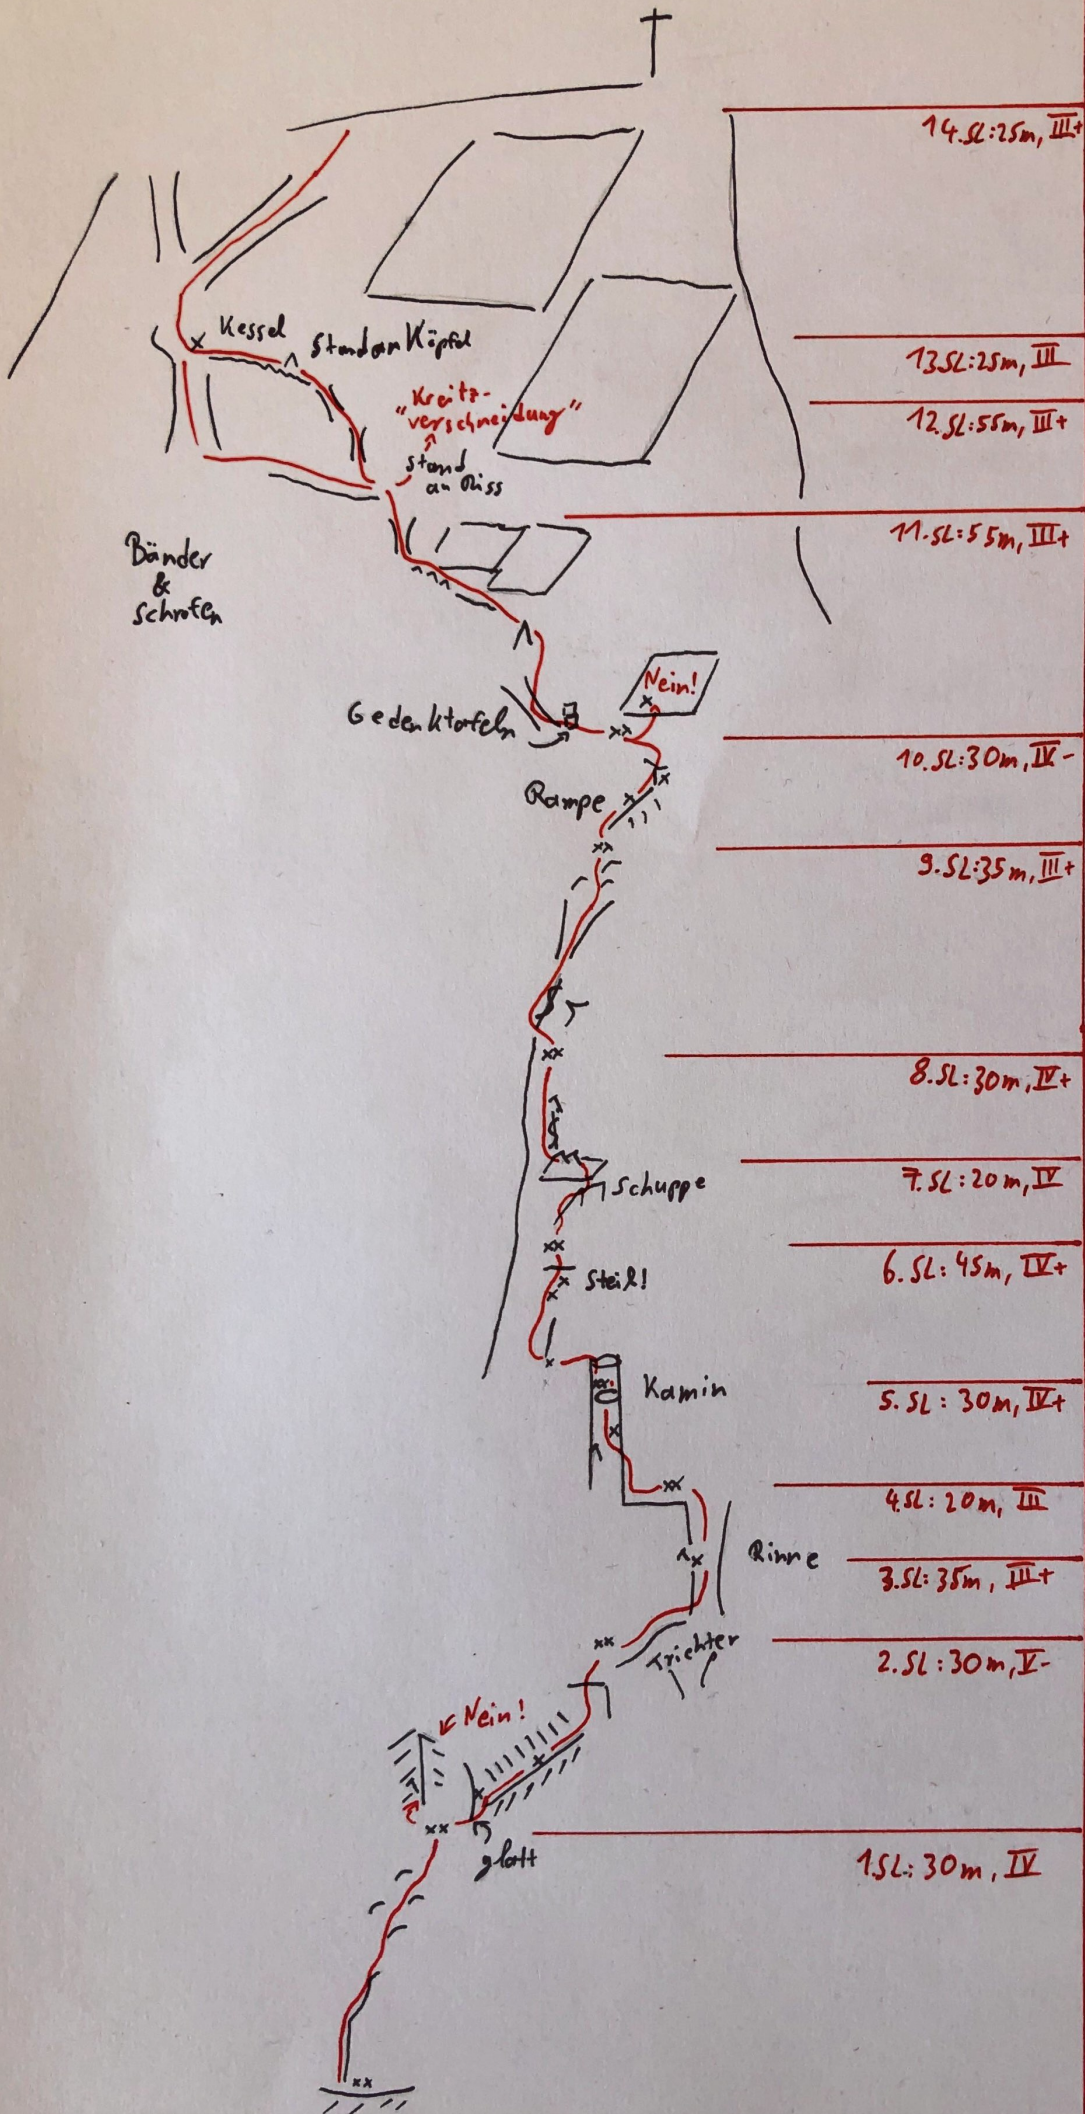 14.SL:25m, III+
Kessel
Stand am Köpfel
13SL:25m, III
"Kreitz-
verschneidung"
12.SL:55m, III+
Stand
an Riss
11.SL:55m, III+
Bänder
&
Schrofen
Nein!
Gedenktafeln
10.SL:30m, IV-
Rampe
9.SL:35m, III+
8.SL:30m, IV+
Schuppe
7.SL:20m, IV
6.SL:45m, IV+
Steil!
Kamin
5.SL:30m, IV+
4.SL:20m, III
Rinne
3.SL:35m, III+
Trichter
2.SL:30m, V-
Nein!
glatt
1.SL:30m, IV